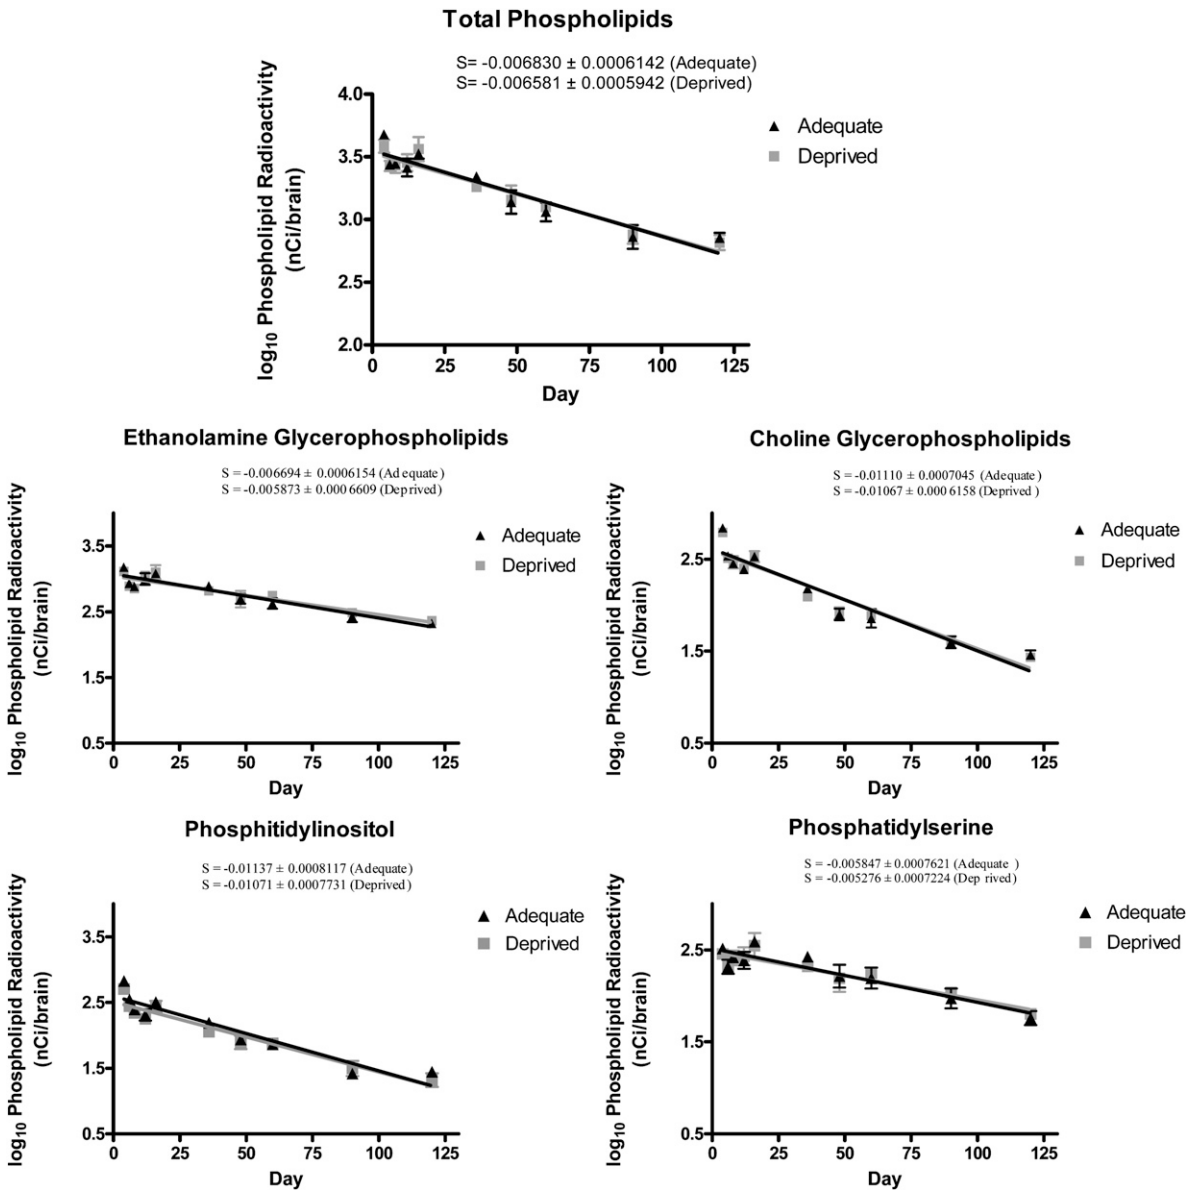 Total Phospholipids
S= -0.006830 ± 0.0006142 (Adequate)
S= -0.006581 ± 0.0005942 (Deprived)
log10 Phospholipid Radioactivity
(nCi/brain)
4.0
3.5
3.0
2.5
2.0
0 25 50 75 100 125
Day
Adequate
Deprived
Ethanolamine Glycerophospholipids
S = -0.006694 ± 0.0006154 (Adequate)
S = -0.005873 ± 0.0006609 (Deprived)
log10 Phospholipid Radioactivity
(nCi/brain)
3.5
2.5
1.5
0.5
0 25 50 75 100 125
Day
Adequate
Deprived
Choline Glycerophospholipids
S = -0.01110 ± 0.0007045 (Adequate)
S = -0.01067 ± 0.0006158 (Deprived)
log10 Phospholipid Radioactivity
(nCi/brain)
2.5
1.5
0.5
0 25 50 75 100 125
Day
Adequate
Deprived
Phosphitidylinositol
S = -0.01137 ± 0.0008117 (Adequate)
S = -0.01071 ± 0.0007731 (Deprived)
log10 Phospholipid Radioactivity
(nCi/brain)
3.5
2.5
1.5
0.5
0 25 50 75 100 125
Day
Adequate
Deprived
Phosphatidylserine
S = -0.005847 ± 0.0007621 (Adequate )
S = -0.005276 ± 0.0007224 (Dep rived)
log10 Phospholipid Radioactivity
(nCi/brain)
2.5
1.5
0.5
0 25 50 75 100 125
Day
Adequate
Deprived